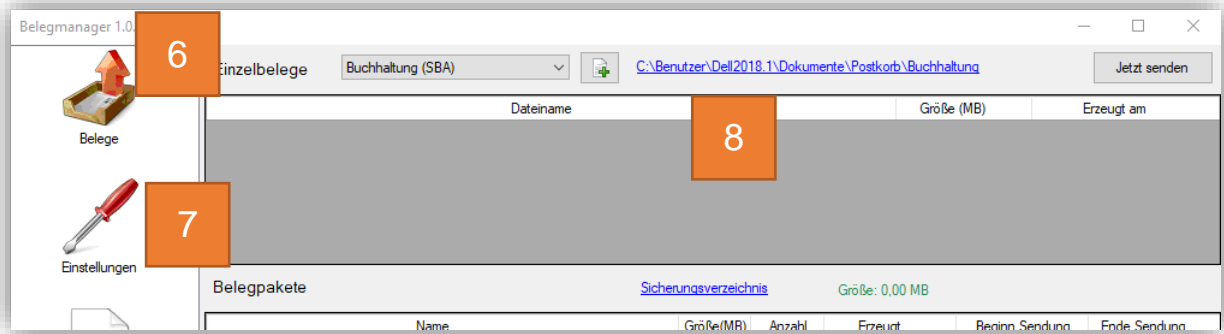 Belegmanager 1.0.
6
Einzelbelege Buchhaltung (SBA) C:\Benutzer\Dell2018.1\Dokumente\Postkorb\Buchhaltung Jetzt senden
Dateiname Größe (MB) Erzeugt am
8
Belege
7
Einstellungen
Belegpakete Sicherungsverzeichnis Größe: 0,00 MB
Name Größe(MB) Anzahl Erzeugt Beginn Sendung Ende Sendung